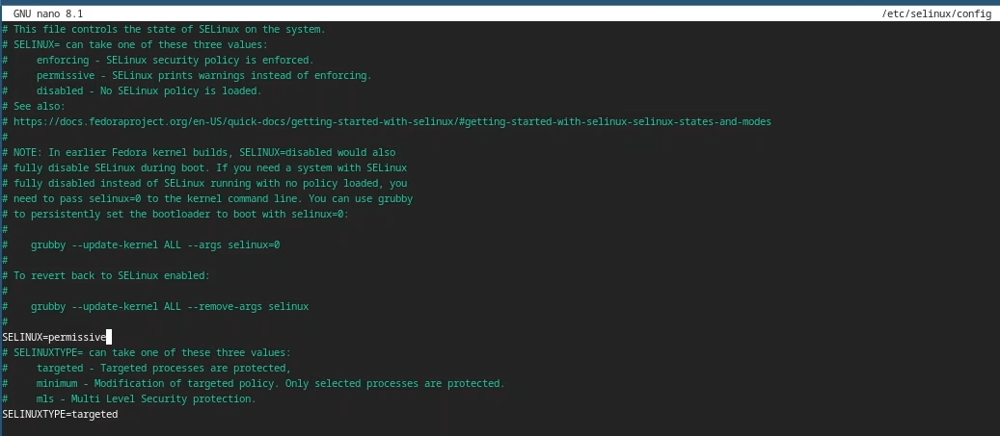 GNU nano 8.1 /etc/selinux/config
# This file controls the state of SELinux on the system.
# SELINUX= can take one of these three values:
#     enforcing - SELinux security policy is enforced.
#     permissive - SELinux prints warnings instead of enforcing.
#     disabled - No SELinux policy is loaded.
# See also:
# https://docs.fedoraproject.org/en-US/quick-docs/getting-started-with-selinux/#getting-started-with-selinux-selinux-states-and-modes
#
# NOTE: In earlier Fedora kernel builds, SELINUX=disabled would also
# fully disable SELinux during boot. If you need a system with SELinux
# fully disabled instead of SELinux running with no policy loaded, you
# need to pass selinux=0 to the kernel command line. You can use grubby
# to persistently set the bootloader to boot with selinux=0:
#
#    grubby --update-kernel ALL --args selinux=0
#
# To revert back to SELinux enabled:
#
#    grubby --update-kernel ALL --remove-args selinux
#
SELINUX=permissive
# SELINUXTYPE= can take one of these three values:
#     targeted - Targeted processes are protected,
#     minimum - Modification of targeted policy. Only selected processes are protected.
#     mls - Multi Level Security protection.
SELINUXTYPE=targeted